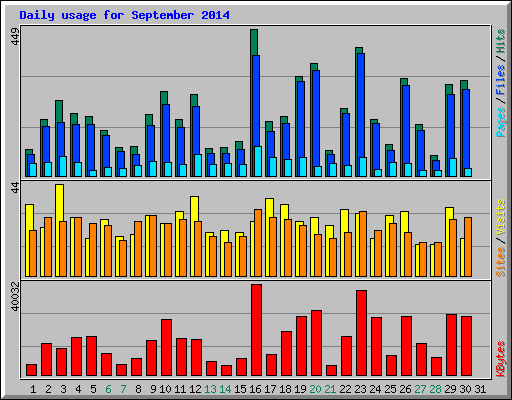 Daily usage for September 2014
449
Pages / Files / Hits
44
Sites / Visits
40032
KBytes
1 2 3 4 5 6 7 8 9 10 11 12 13 14 15 16 17 18 19 20 21 22 23 24 25 26 27 28 29 30 31